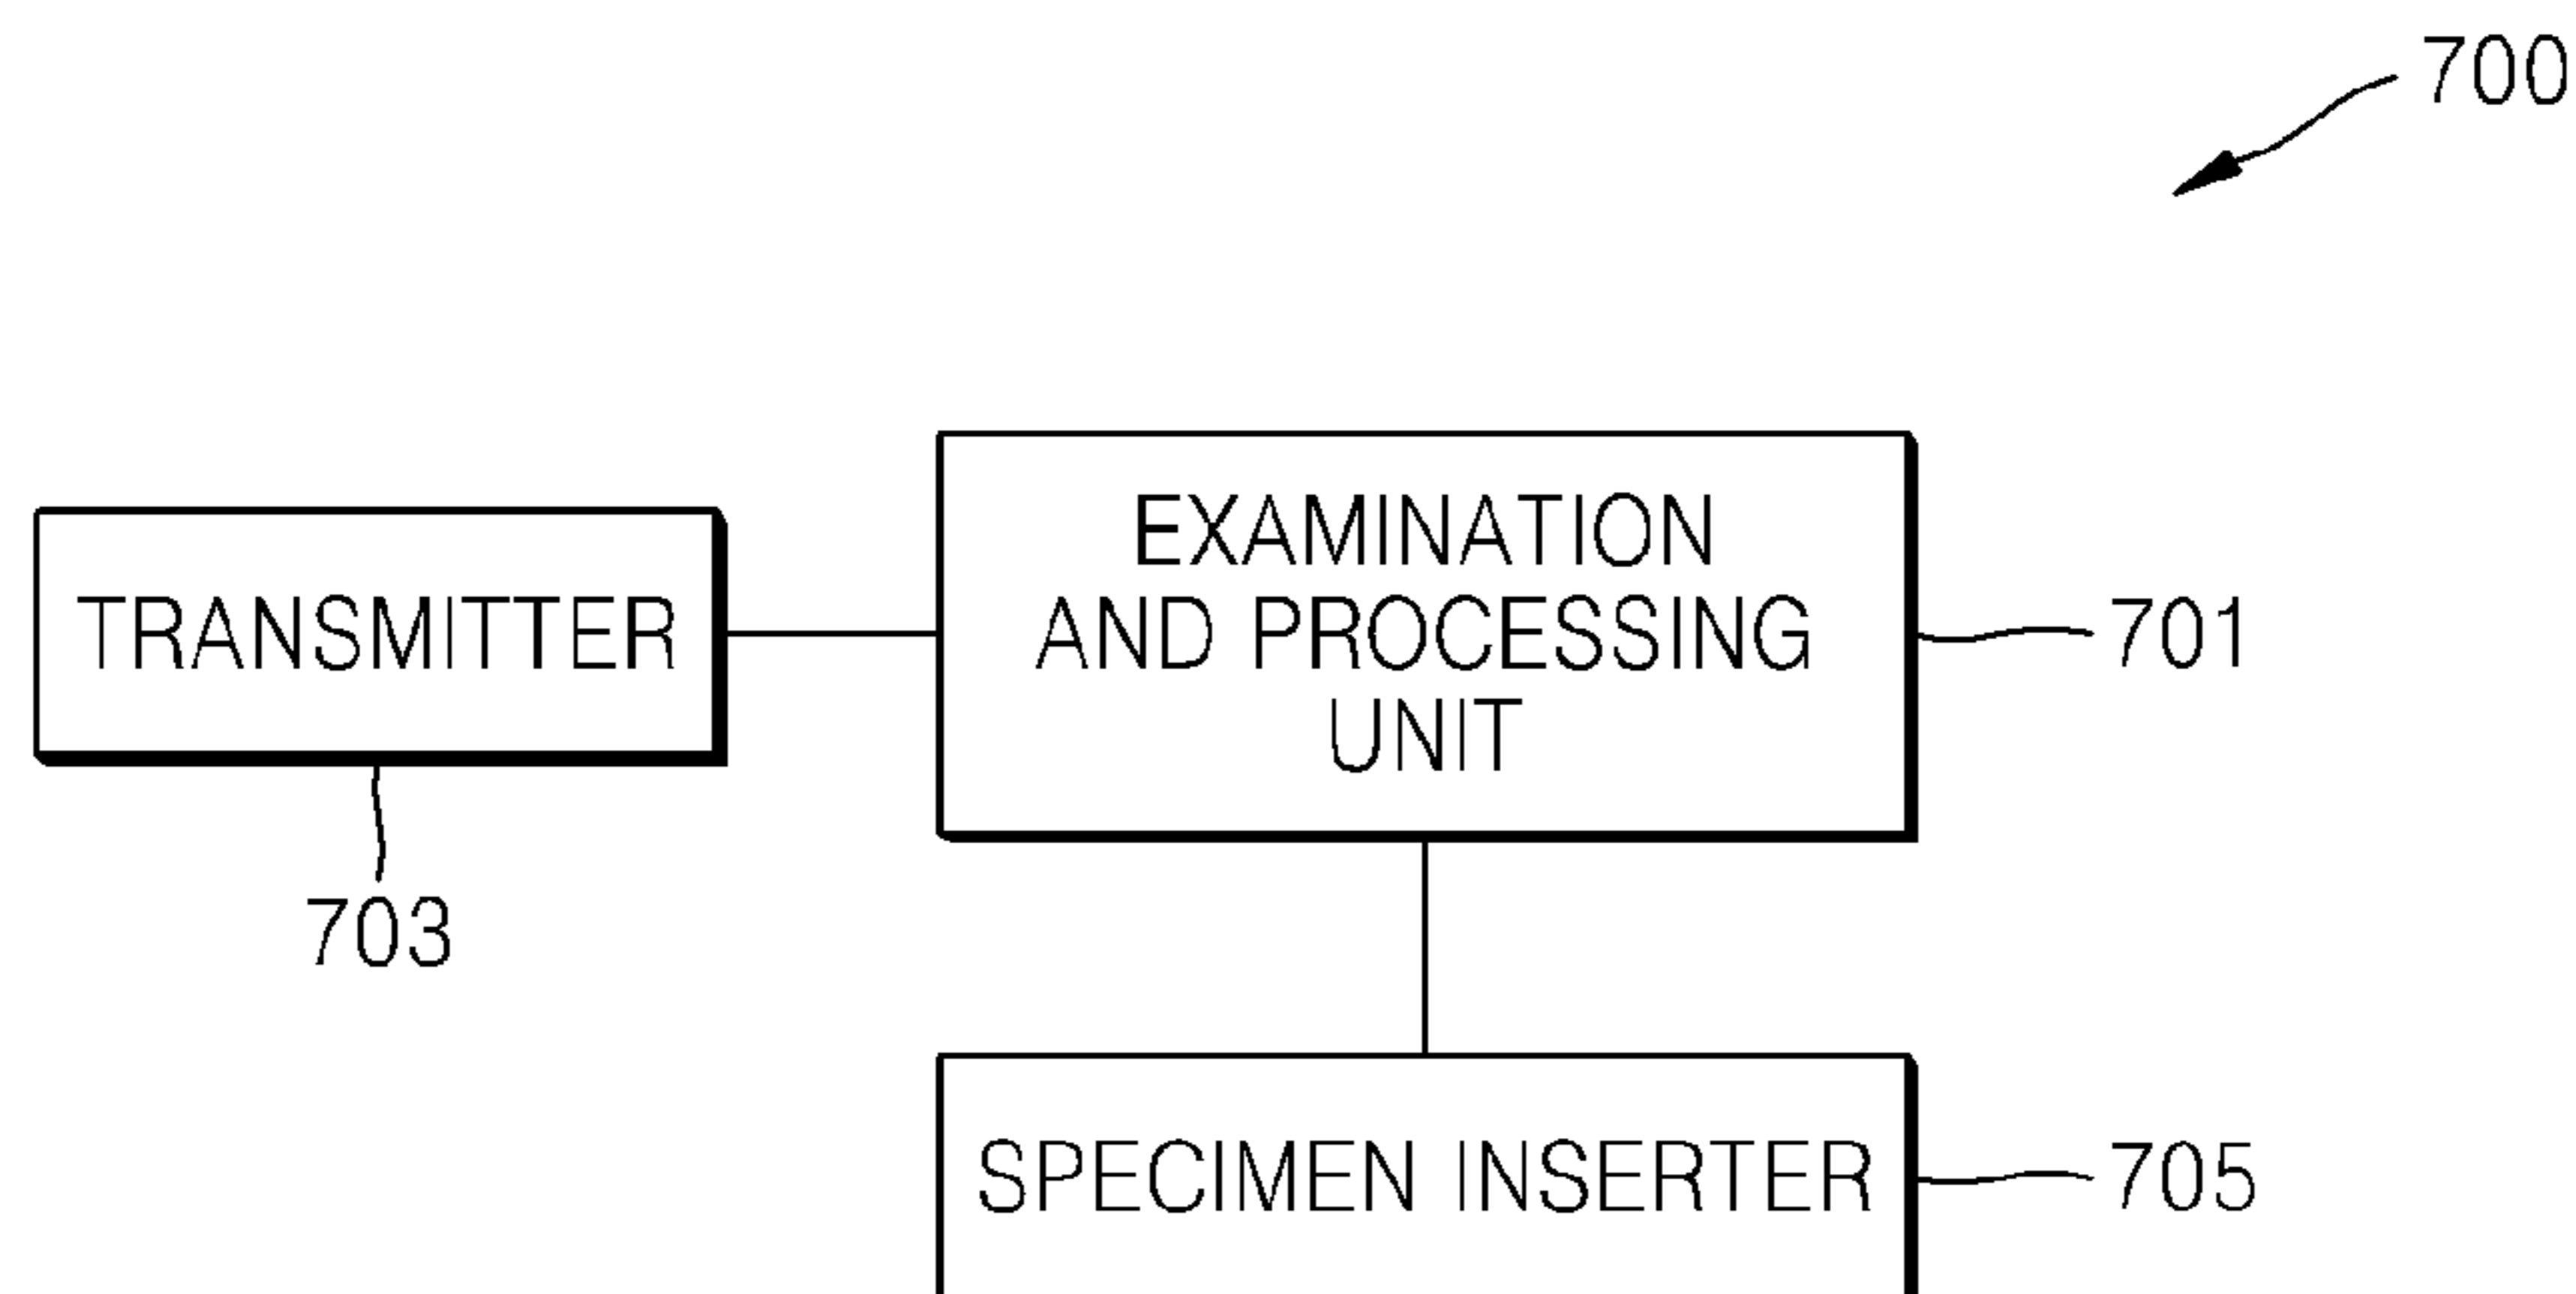 700
EXAMINATION
AND PROCESSING
UNIT
701
TRANSMITTER
703
SPECIMEN INSERTER
705